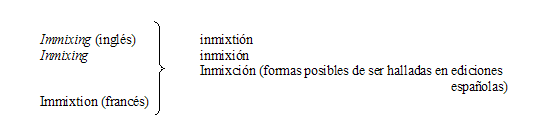 Immixing (inglés) inmixtión
Inmixing inmixión
Inmixción (formas posibles de ser halladas en ediciones
españolas)
Immixtion (francés)